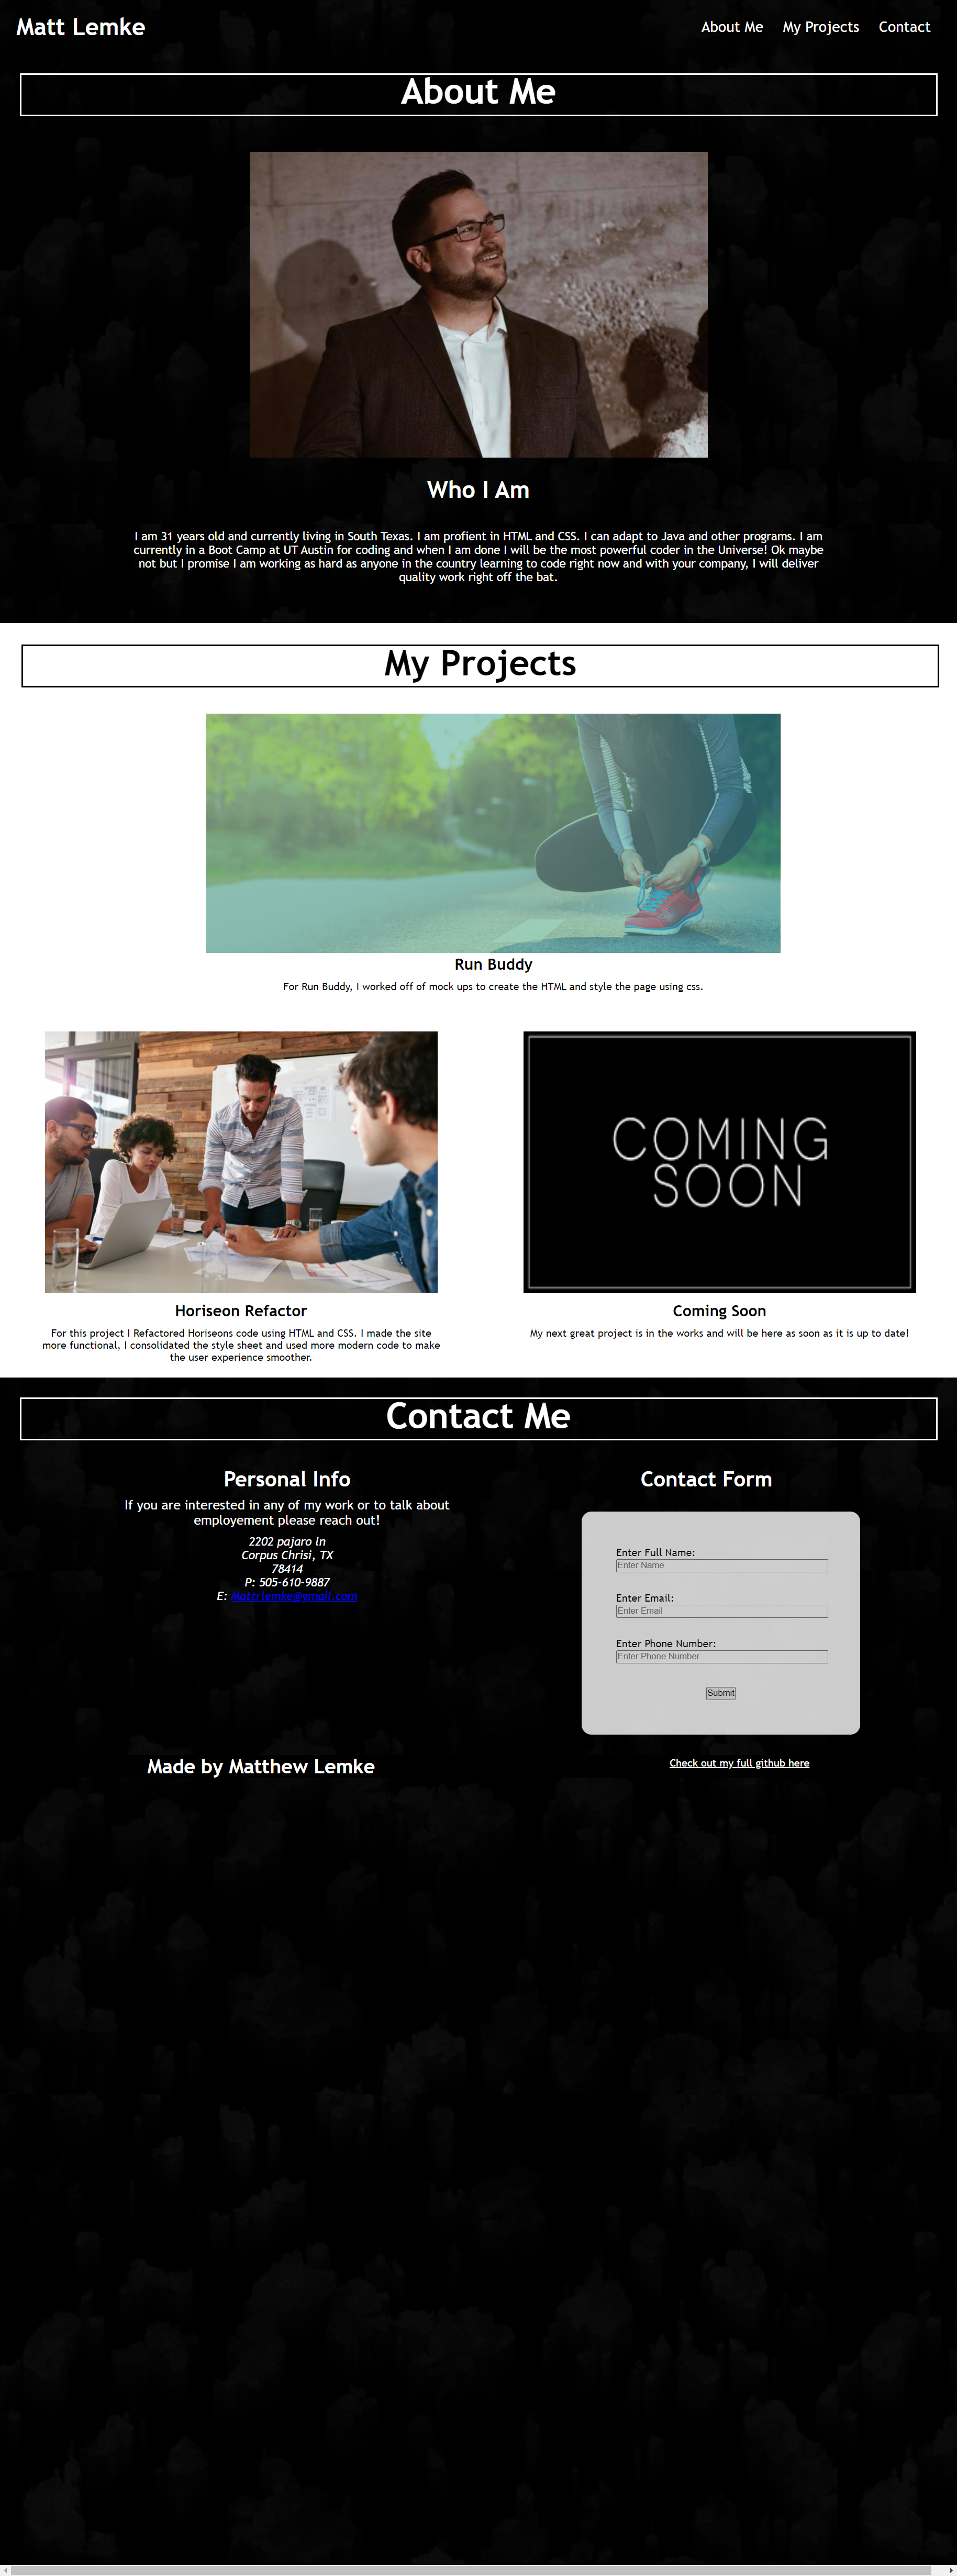 Matt Lemke
About Me
My Projects
Contact
About Me
Who I Am
I am 31 years old and currently living in South Texas. I am profient in HTML and CSS. I can adapt to Java and other programs. I am
currently in a Boot Camp at UT Austin for coding and when I am done I will be the most powerful coder in the Universe! Ok maybe
not but I promise I am working as hard as anyone in the country learning to code right now and with your company, I will deliver
quality work right off the bat.
My Projects
Run Buddy
For Run Buddy, I worked off of mock ups to create the HTML and style the page using css.
COMING
SOON
Horiseon Refactor
For this project I Refactored Horiseons code using HTML and CSS. I made the site
more functional, I consolidated the style sheet and used more modern code to make
the user experience smoother.
Coming Soon
My next great project is in the works and will be here as soon as it is up to date!
Contact Me
Personal Info
If you are interested in any of my work or to talk about
employement please reach out!
2202 pajaro ln
Corpus Chrisi, TX
78414
P: 505-610-9887
E: Mattrlemke@gmail.com
Contact Form
Enter Full Name:
Enter Name
Enter Email:
Enter Email
Enter Phone Number:
Enter Phone Number
Submit
Made by Matthew Lemke
Check out my full github here